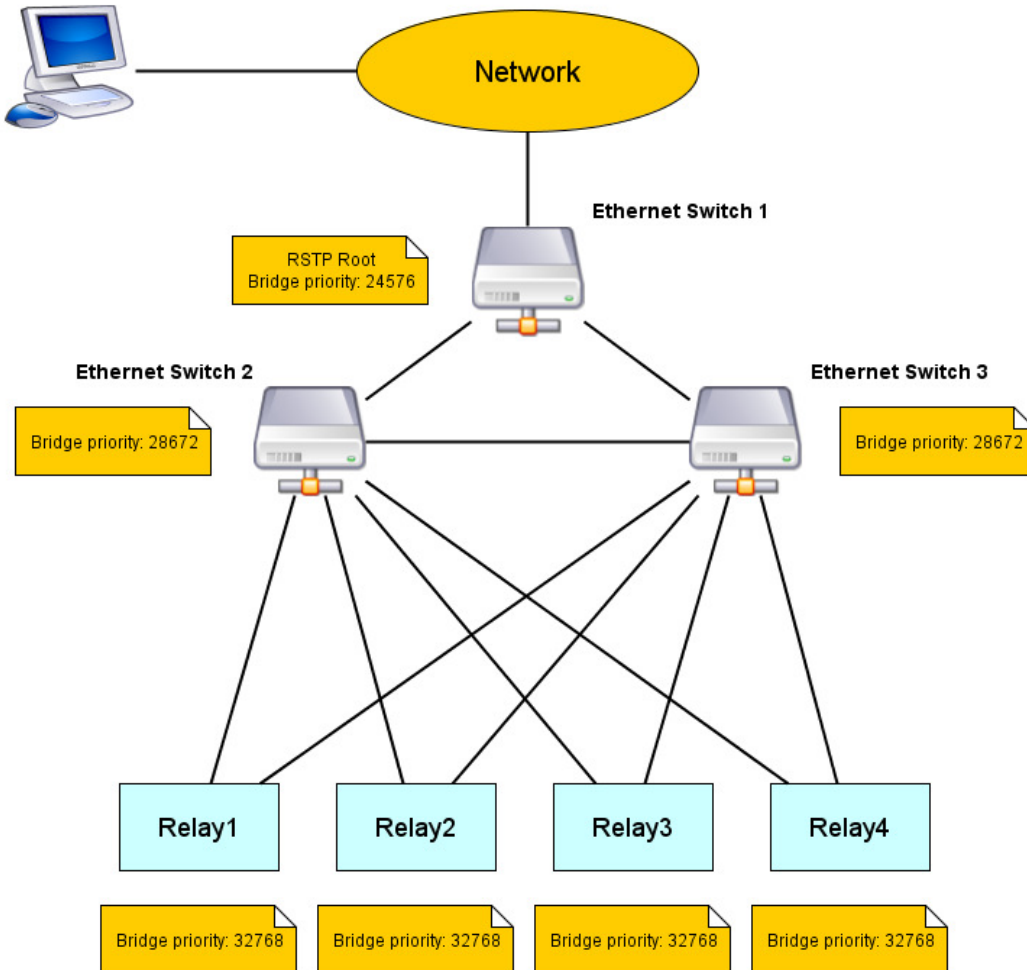 Network
Ethernet Switch 1
RSTP Root
Bridge priority: 24576
Ethernet Switch 2
Ethernet Switch 3
Bridge priority: 28672
Bridge priority: 28672
Relay1
Relay2
Relay3
Relay4
Bridge priority: 32768
Bridge priority: 32768
Bridge priority: 32768
Bridge priority: 32768